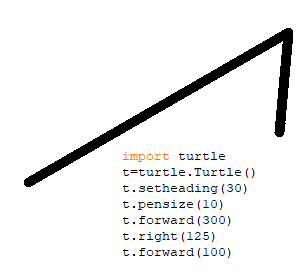 import turtle
t=turtle.Turtle()
t.setheading(30)
t.pensize(10)
t.forward(300)
t.right(125)
t.forward(100)